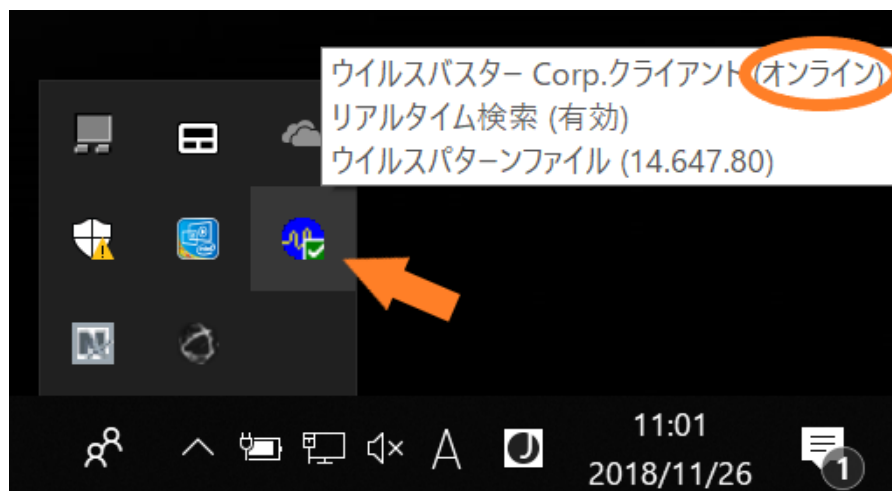 ウイルスバスター Corp.クライアント (オンライン)
リアルタイム検索 (有効)
ウイルスパターンファイル (14.647.80)
A
11:01
2018/11/26
1